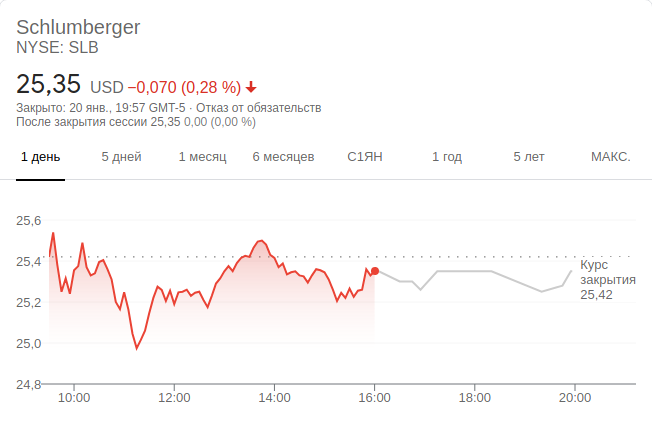 Schlumberger
NYSE: SLB
25,35 USD −0,070 (0,28 %)
Закрыто: 20 янв., 19:57 GMT-5 · Отказ от обязательств
После закрытия сессии 25,35 0,00 (0,00 %)
1 день 5 дней 1 месяц 6 месяцев С1ЯН 1 год 5 лет МАКС.
25,6
25,4
25,2
25,0
24,8
Курс
закрытия
25,42
10:00 12:00 14:00 16:00 18:00 20:00